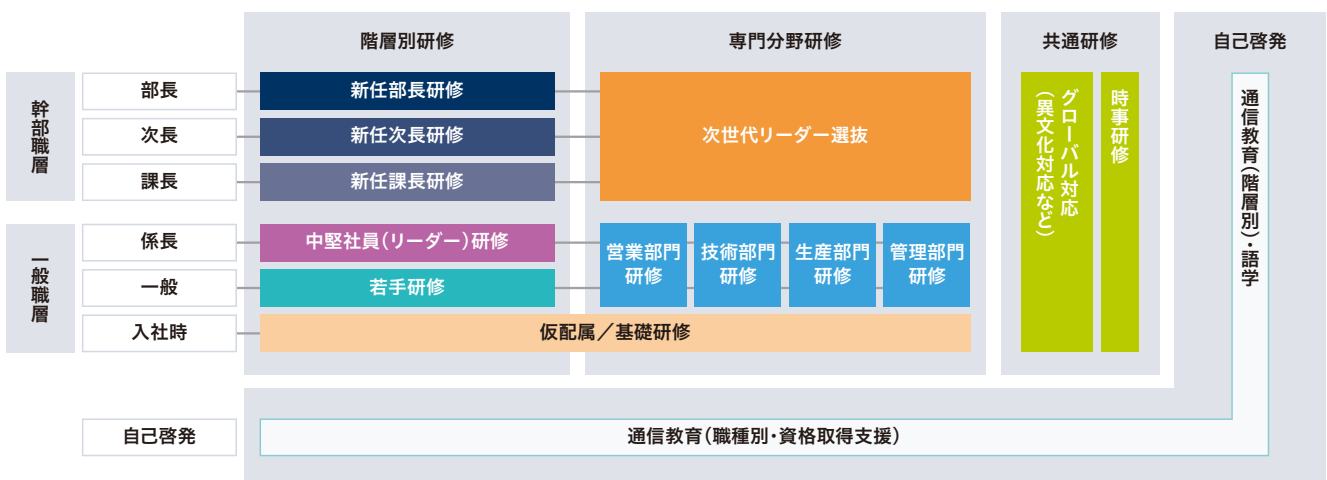 階層別研修
専門分野研修
共通研修
自己啓発
幹部職層
部長
新任部長研修
次長
新任次長研修
課長
新任課長研修
次世代リーダー選抜
グローバル対応
(異文化対応など)
時事研修
通信教育(階層別)・語学
一般職層
係長
中堅社員(リーダー)研修
一般
若手研修
営業部門
研修
技術部門
研修
生産部門
研修
管理部門
研修
入社時
仮配属/基礎研修
自己啓発
通信教育(職種別・資格取得支援)